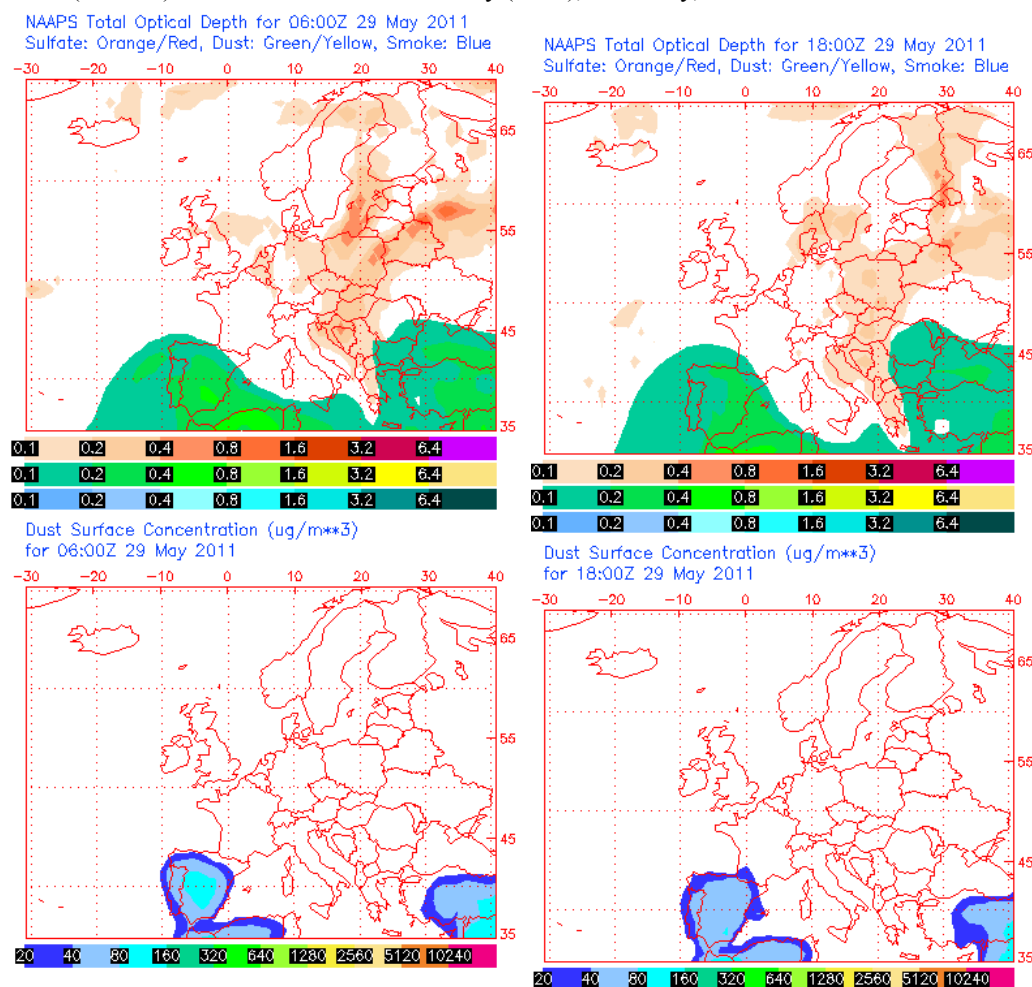 NAAPS Total Optical Depth for 06:00Z 29 May 2011
Sulfate: Orange/Red, Dust: Green/Yellow, Smoke: Blue
-30 -20 -10 0 10 20 30 40
65
55
45
35
0.1 0.2 0.4 0.8 1.6 3.2 6.4
0.1 0.2 0.4 0.8 1.6 3.2 6.4
0.1 0.2 0.4 0.8 1.6 3.2 6.4
NAAPS Total Optical Depth for 18:00Z 29 May 2011
Sulfate: Orange/Red, Dust: Green/Yellow, Smoke: Blue
-30 -20 -10 0 10 20 30 40
65
55
45
35
0.1 0.2 0.4 0.8 1.6 3.2 6.4
0.1 0.2 0.4 0.8 1.6 3.2 6.4
0.1 0.2 0.4 0.8 1.6 3.2 6.4
Dust Surface Concentration (ug/m**3)
for 06:00Z 29 May 2011
-30 -20 -10 0 10 20 30 40
65
55
45
35
20 40 80 160 320 640 1280 2560 5120 10240
Dust Surface Concentration (ug/m**3)
for 18:00Z 29 May 2011
-30 -20 -10 0 10 20 30 40
65
55
45
35
20 40 80 160 320 640 1280 2560 5120 10240